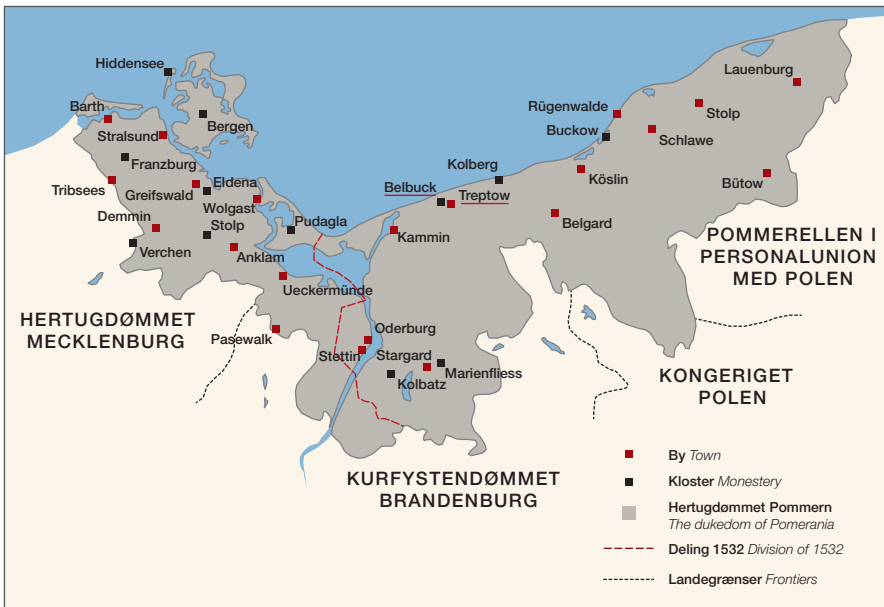 Hiddensee
Lauenburg
Barth
Rügenwalde
Stolp
Bergen
Stralsund
Buckow
Schlawe
Franzburg
Kolberg
Eldena
Tribsees
Greifswald
Belbuck
Treptow
Köslin
Bütow
Wolgast
Demmin
Stolp
Pudagla
Belgard
Kammin
Verchen
Anklam
POMMERELLEN I
PERSONALUNION
MED POLEN
Ueckermünde
HERTUGDØMMET
MECKLENBURG
Pasewalk
Oderburg
Stettin
Stargard
Marienfliess
Kolbatz
KONGERIGET
POLEN
KURFYSTENDØMMET
BRANDENBURG
By Town
Kloster Monestery
Hertugdømmet Pommern
The dukedom of Pomerania
Deling 1532 Division of 1532
Landegrænser Frontiers